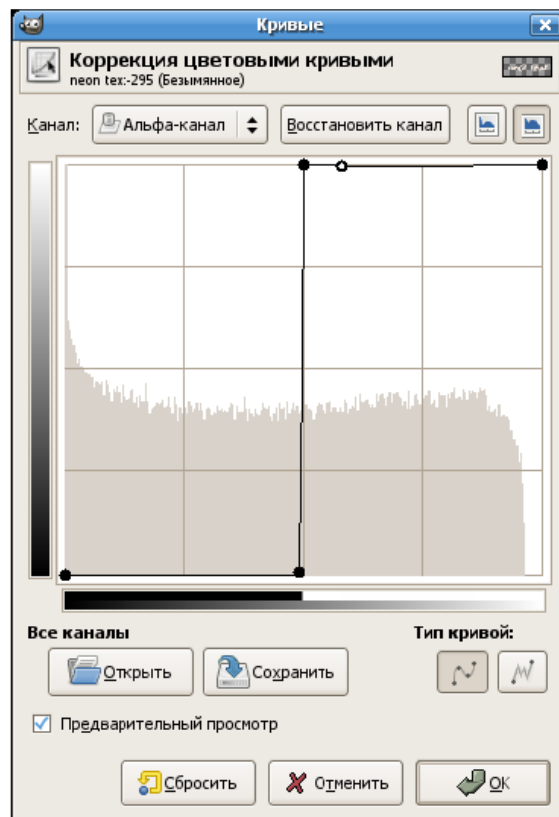 Кривые
Коррекция цветовыми кривыми
neon tex:-295 (Безымянное)
Канал: Альфа-канал Восстановить канал
Все каналы Тип кривой:
Открыть Сохранить
Предварительный просмотр
Сбросить Отменить OK